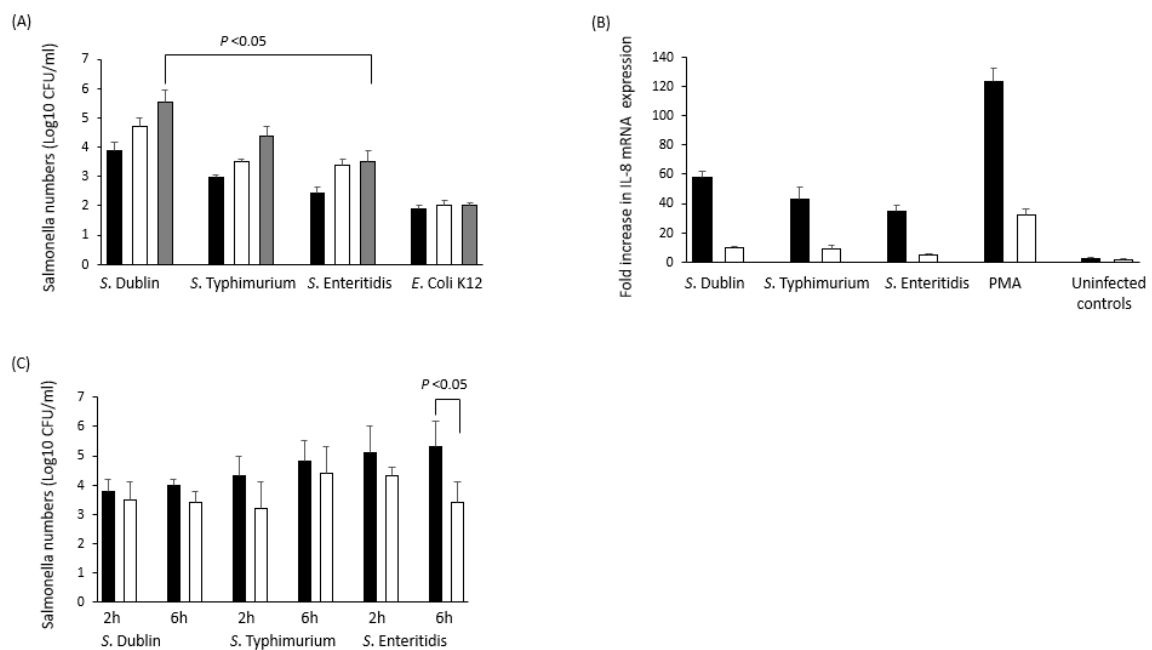 (A)
P <0.05
Salmonella numbers (Log10 CFU/ml)
7
6
5
4
3
2
1
0
S. Dublin S. Typhimurium S. Enteritidis E. Coli K12
(B)
Fold increase in IL-8 mRNA expression
140
120
100
80
60
40
20
0
S. Dublin S. Typhimurium S. Enteritidis PMA Uninfected
controls
(C)
P <0.05
Salmonella numbers (Log10 CFU/ml)
7
6
5
4
3
2
1
0
2h 6h 2h 6h 2h 6h
S. Dublin S. Typhimurium S. Enteritidis